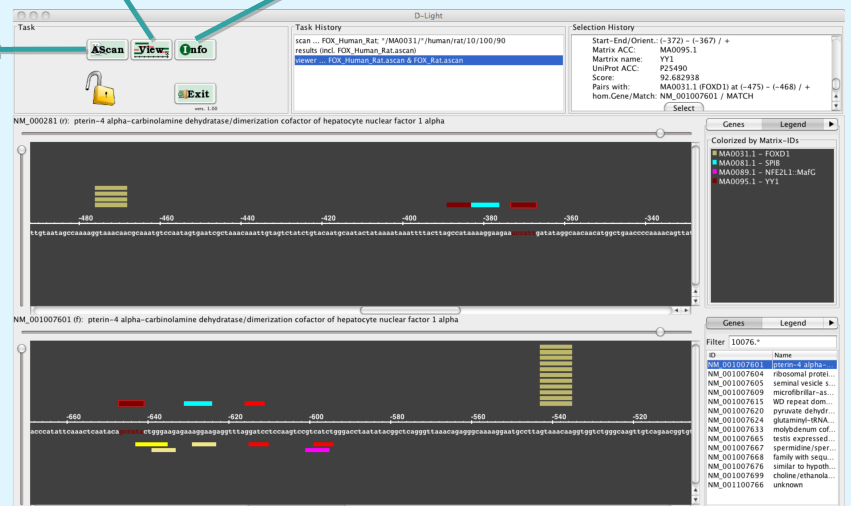 D-Light
Task
AScan View Info
Exit
vers. 1.00
Task History
scan ... FOX_Human_Rat; */MA0031/*/human/rat/10/100/90
results (incl. FOX_Human_Rat.ascan)
viewer ... FOX_Human_Rat.ascan & FOX_Rat.ascan
Selection History
Start-End/Orient.: (-372) - (-367) / +
Matrix ACC: MA0095.1
Martrix name: YY1
UniProt ACC: P25490
Score: 92.682938
Pairs with: MA0031.1 (FOXD1) at (-475) - (-468) / +
hom.Gene/Match: NM_001007601 / MATCH
Select
NM_000281 (r): pterin-4 alpha-carbinolamine dehydratase/dimerization cofactor of hepatocyte nuclear factor 1 alpha
-480 -460 -440 -420 -400 -380 -360 -340
Genes Legend
Colorized by Matrix-IDs
MA0031.1 - FOXD1
MA0081.1 - SPIB
MA0089.1 - NFE2L1::MafG
MA0095.1 - YY1
NM_001007601 (f): pterin-4 alpha-carbinolamine dehydratase/dimerization cofactor of hepatocyte nuclear factor 1 alpha
-660 -640 -620 -600 -580 -560 -540 -520
Genes Legend
Filter 10076.*
ID Name
NM_001007601 pterin-4 alpha-...
NM_001007604 ribosomal protei...
NM_001007605 seminal vesicle s...
NM_001007609 microfibrillar-as...
NM_001007615 WD repeat dom...
NM_001007620 pyruvate dehydr...
NM_001007624 glutaminyl-tRNA...
NM_001007633 molybdenum cof...
NM_001007665 testis expressed...
NM_001007667 spermidine/sper...
NM_001007668 family with sequ...
NM_001007676 similar to hypoth...
NM_001007699 choline/ethanola...
NM_001100766 unknown